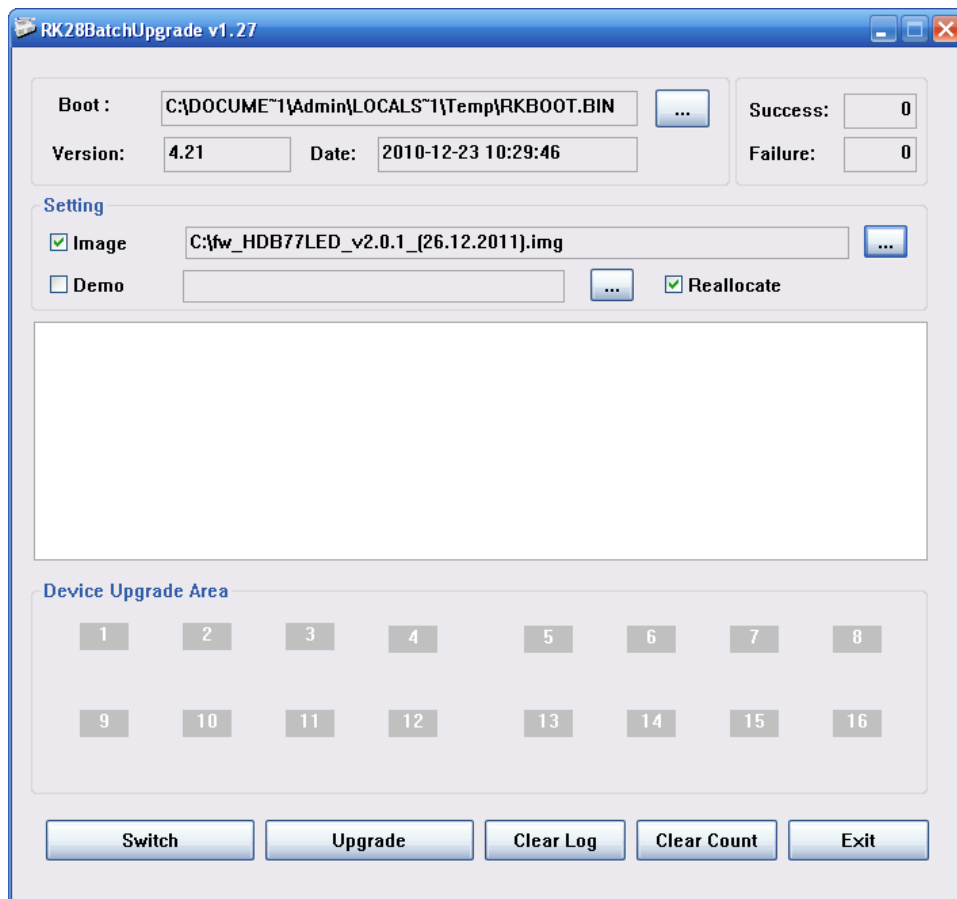 RK28BatchUpgrade v1.27
Boot : C:\DOCUME~1\Admin\LOCALS~1\Temp\RKBOOT.BIN ... Success: 0
Version: 4.21 Date: 2010-12-23 10:29:46 Failure: 0
Setting
Image C:\fw_HDB77LED_v2.0.1_(26.12.2011).img ...
Demo ... Reallocate
Device Upgrade Area
1 2 3 4 5 6 7 8
9 10 11 12 13 14 15 16
Switch Upgrade Clear Log Clear Count Exit